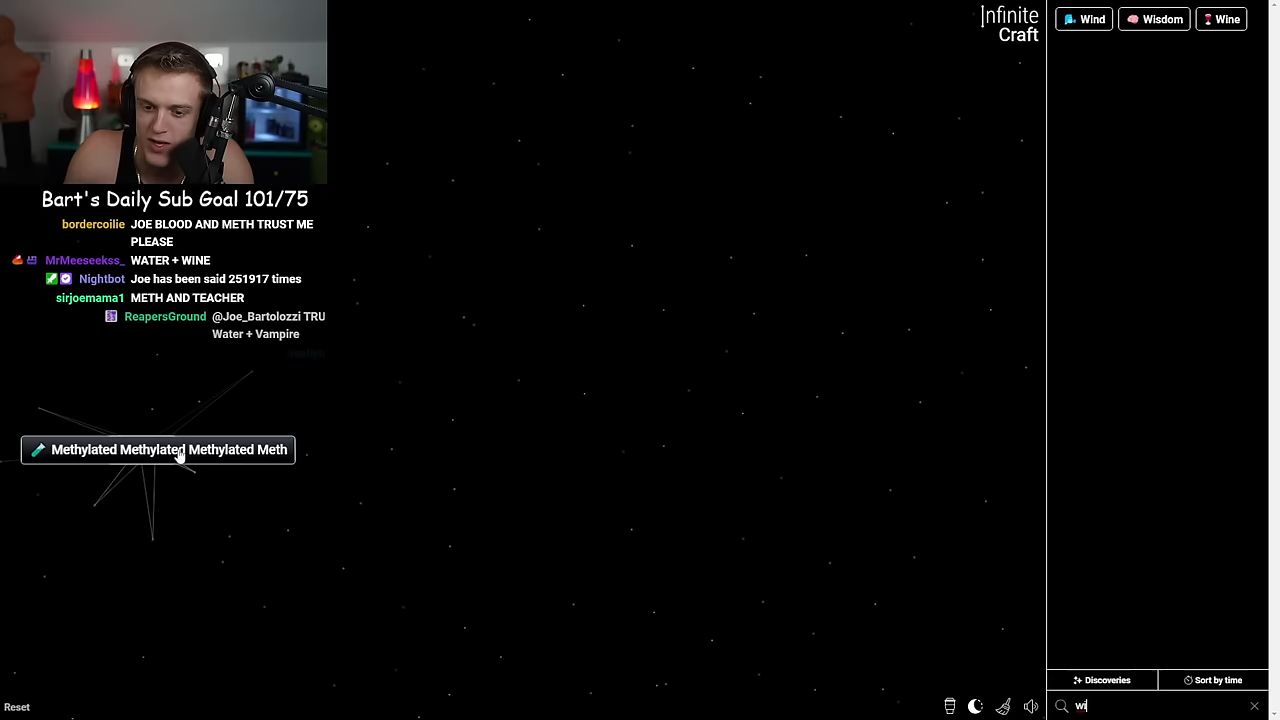 Infinite
Craft
Wind
Wisdom
Wine
Bart's Daily Sub Goal 101/75
bordercoilie JOE BLOOD AND METH TRUST ME
PLEASE
MrMeeseekss_ WATER + WINE
Nightbot Joe has been said 251917 times
sirjoemama1 METH AND TEACHER
ReapersGround @Joe_Bartolozzi TRU
Water + Vampire
Methylated Methylated Methylated Meth
Discoveries
Sort by time
wi
Reset